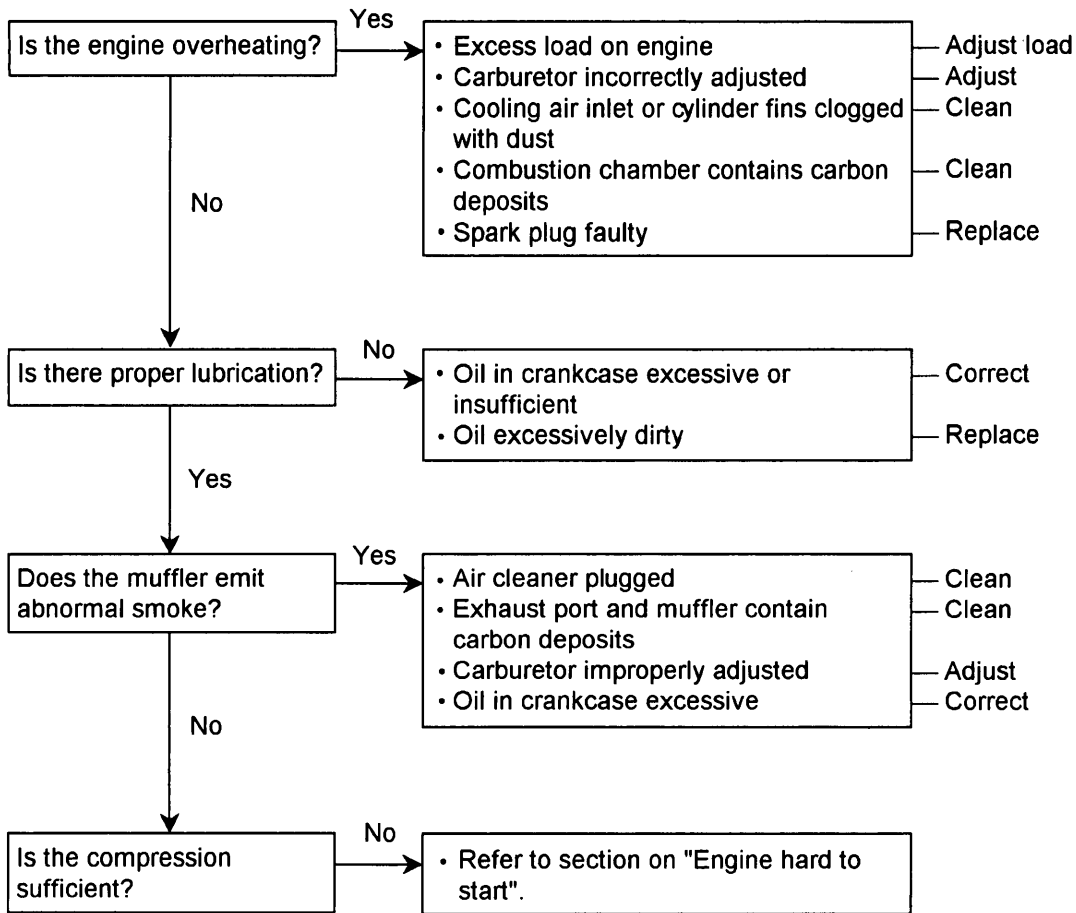 Is the engine overheating?
Yes
• Excess load on engine
Adjust load
• Carburetor incorrectly adjusted
Adjust
• Cooling air inlet or cylinder fins clogged
with dust
Clean
• Combustion chamber contains carbon
deposits
Clean
• Spark plug faulty
Replace
No
Is there proper lubrication?
No
• Oil in crankcase excessive or
insufficient
Correct
• Oil excessively dirty
Replace
Yes
Does the muffler emit
abnormal smoke?
Yes
• Air cleaner plugged
Clean
• Exhaust port and muffler contain
carbon deposits
Clean
• Carburetor improperly adjusted
Adjust
• Oil in crankcase excessive
Correct
No
Is the compression
sufficient?
No
• Refer to section on "Engine hard to
start".